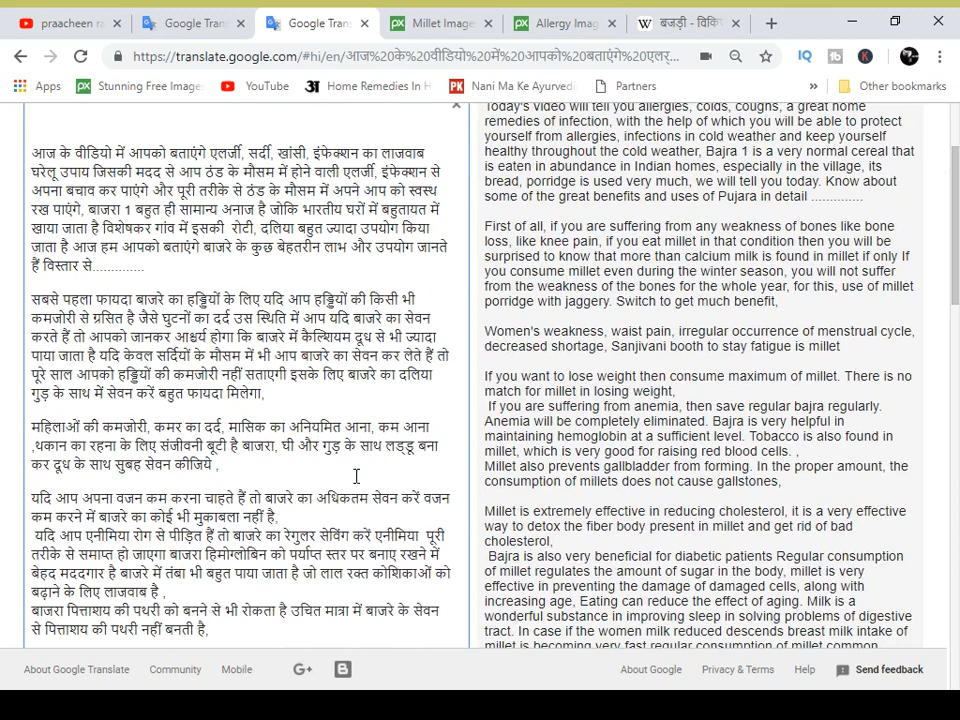 praacheen
Google Trans
Google Trans
Millet Image
Allergy Imag
बजड़ी - विकि
https://translate.google.com/#hi/en/आज%20के%20वीडियो%20में%20आपको%20बताएंगे%20एलर्...
Apps
Stunning Free Image
YouTube
Home Remedies In H
Nani Ma Ke Ayurved
Partners
»
Other bookmarks
आज के वीडियो में आपको बताएंगे एलर्जी, सर्दी, खांसी, इंफेक्शन का लाजवाब
घरेलू उपाय जिसकी मदद से आप ठंड के मौसम में होने वाली एलर्जी, इंफेक्शन से
अपना बचाव कर पाएंगे और पूरी तरीके से ठंड के मौसम में अपने आप को स्वस्थ
रख पाएंगे, बाजरा 1 बहुत ही सामान्य अनाज है जोकि भारतीय घरों में बहुतायत में
खाया जाता है विशेषकर गांव में इसकी रोटी, दलिया बहुत ज्यादा उपयोग किया
जाता है आज हम आपको बताएंगे बाजरे के कुछ बेहतरीन लाभ और उपयोग जानते
हैं विस्तार से..............
सबसे पहला फायदा बाजरे का हड्डियों के लिए यदि आप हड्डियों की किसी भी
कमजोरी से ग्रसित है जैसे घुटनों का दर्द उस स्थिति में आप यदि बाजरे का सेवन
करते हैं तो आपको जानकर आश्चर्य होगा कि बाजरे में कैल्शियम दूध से भी ज्यादा
पाया जाता है यदि केवल सर्दियों के मौसम में भी आप बाजरे का सेवन कर लेते हैं तो
पूरे साल आपको हड्डियों की कमजोरी नहीं सताएगी इसके लिए बाजरे का दलिया
गुड़ के साथ में सेवन करें बहुत फायदा मिलेगा,
महिलाओं की कमजोरी, कमर का दर्द, मासिक का अनियमित आना, कम आना
,थकान का रहना के लिए संजीवनी बूटी है बाजरा, घी और गुड़ के साथ लड्डू बना
कर दूध के साथ सुबह सेवन कीजिये ,
यदि आप अपना वजन कम करना चाहते हैं तो बाजरे का अधिकतम सेवन करें वजन
कम करने में बाजरे का कोई भी मुकाबला नहीं है,
यदि आप एनीमिया रोग से पीड़ित हैं तो बाजरे का रेगुलर सेविंग करें एनीमिया पूरी
तरीके से समाप्त हो जाएगा बाजरा हिमोग्लोबिन को पर्याप्त स्तर पर बनाए रखने में
बेहद मददगार है बाजरे में तंबा भी बहुत पाया जाता है जो लाल रक्त कोशिकाओं को
बढ़ाने के लिए लाजवाब है ,
बाजरा पित्ताशय की पथरी को बनने से भी रोकता है उचित मात्रा में बाजरे के सेवन
से पित्ताशय की पथरी नहीं बनती है,
Today's video will tell you allergies, colds, coughs, a great home
remedies of infection, with the help of which you will be able to protect
yourself from allergies, infections in cold weather and keep yourself
healthy throughout the cold weather, Bajra 1 is a very normal cereal that
is eaten in abundance in Indian homes, especially in the village, its
bread, porridge is used very much, we will tell you today. Know about
some of the great benefits and uses of Pujara in detail ..............
First of all, if you are suffering from any weakness of bones like bone
loss, like knee pain, if you eat millet in that condition then you will be
surprised to know that more than calcium milk is found in millet if only If
you consume millet even during the winter season, you will not suffer
from the weakness of the bones for the whole year, for this, use of millet
porridge with jaggery. Switch to get much benefit,
Women's weakness, waist pain, irregular occurrence of menstrual cycle,
decreased shortage, Sanjivani booth to stay fatigue is millet
If you want to lose weight then consume maximum of millet. There is no
match for millet in losing weight,
If you are suffering from anemia, then save regular bajra regularly.
Anemia will be completely eliminated. Bajra is very helpful in
maintaining hemoglobin at a sufficient level. Tobacco is also found in
millet, which is very good for raising red blood cells. ,
Millet also prevents gallbladder from forming. In the proper amount, the
consumption of millets does not cause gallstones,
Millet is extremely effective in reducing cholesterol, it is a very effective
way to detox the fiber body present in millet and get rid of bad
cholesterol,
Bajra is also very beneficial for diabetic patients Regular consumption
of millet regulates the amount of sugar in the body, millet is very
effective in preventing the damage of damaged cells, along with
increasing age, Eating can reduce the effect of aging. Milk is a
wonderful substance in improving sleep in solving problems of digestive
tract. In case if the women milk reduced descends breast milk intake of
millet is becoming very fast regular consumption of millet common
About Google Translate
Community
Mobile
G+
About Google
Privacy & Terms
Help
Send feedback